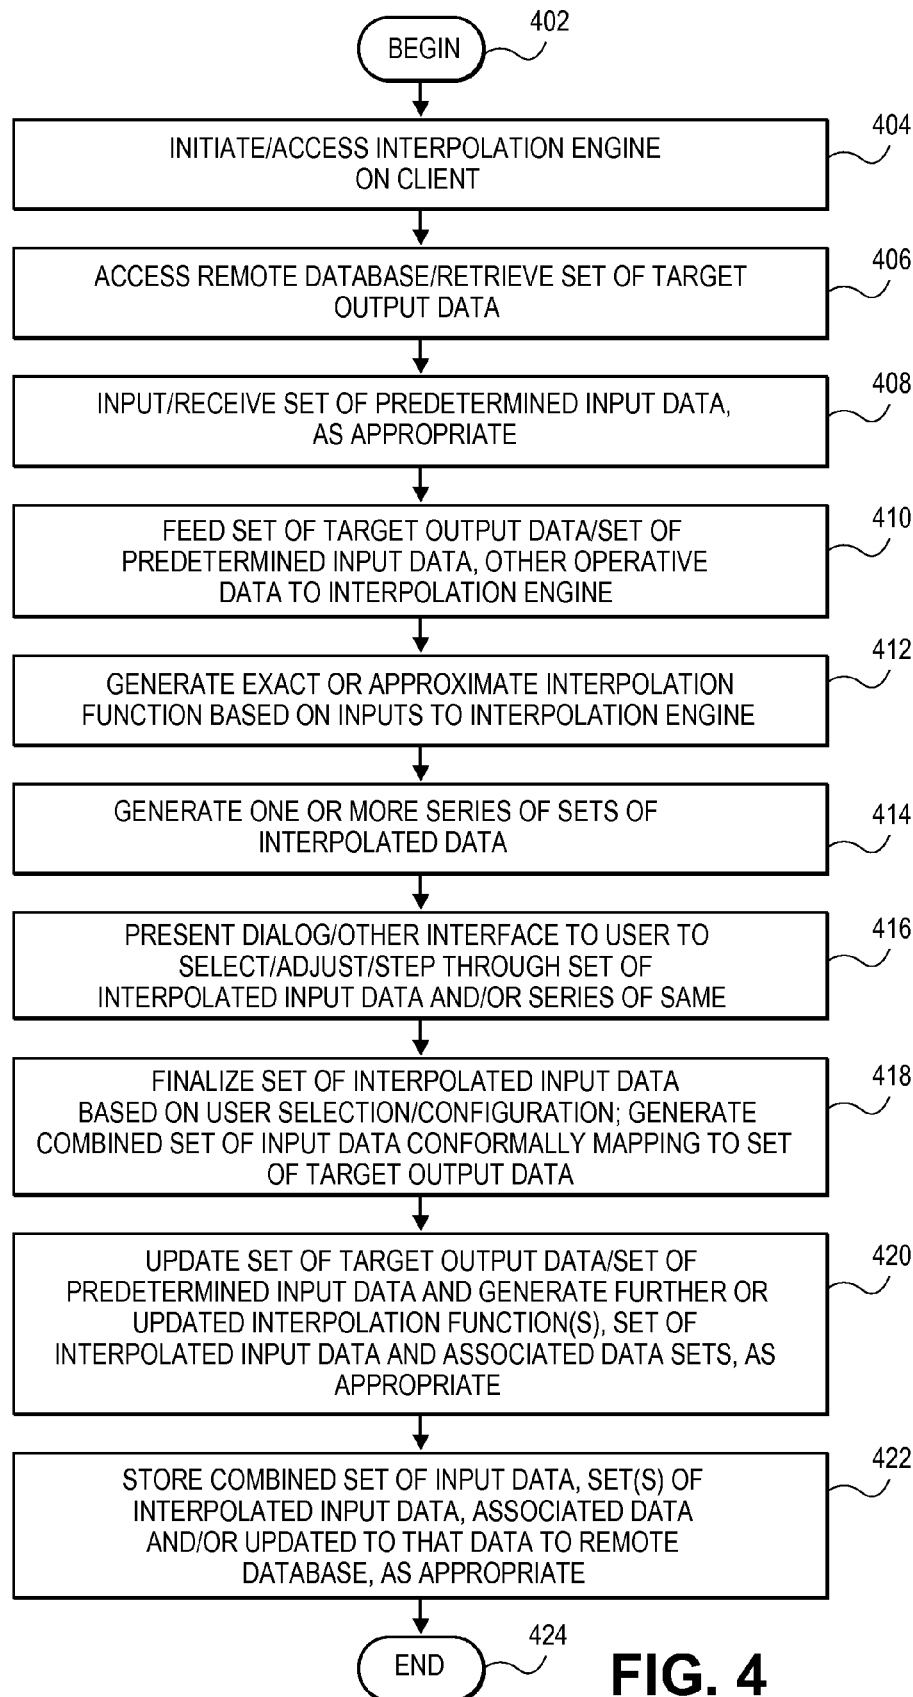 402
BEGIN
404
INITIATE/ACCESS INTERPOLATION ENGINE
ON CLIENT
406
ACCESS REMOTE DATABASE/RETRIEVE SET OF TARGET
OUTPUT DATA
408
INPUT/RECEIVE SET OF PREDETERMINED INPUT DATA,
AS APPROPRIATE
410
FEED SET OF TARGET OUTPUT DATA/SET OF
PREDETERMINED INPUT DATA, OTHER OPERATIVE
DATA TO INTERPOLATION ENGINE
412
GENERATE EXACT OR APPROXIMATE INTERPOLATION
FUNCTION BASED ON INPUTS TO INTERPOLATION ENGINE
414
GENERATE ONE OR MORE SERIES OF SETS OF
INTERPOLATED DATA
416
PRESENT DIALOG/OTHER INTERFACE TO USER TO
SELECT/ADJUST/STEP THROUGH SET OF
INTERPOLATED INPUT DATA AND/OR SERIES OF SAME
418
FINALIZE SET OF INTERPOLATED INPUT DATA
BASED ON USER SELECTION/CONFIGURATION; GENERATE
COMBINED SET OF INPUT DATA CONFORMALLY MAPPING TO SET
OF TARGET OUTPUT DATA
420
UPDATE SET OF TARGET OUTPUT DATA/SET OF
PREDETERMINED INPUT DATA AND GENERATE FURTHER OR
UPDATED INTERPOLATION FUNCTION(S), SET OF
INTERPOLATED INPUT DATA AND ASSOCIATED DATA SETS, AS
APPROPRIATE
422
STORE COMBINED SET OF INPUT DATA, SET(S) OF
INTERPOLATED INPUT DATA, ASSOCIATED DATA
AND/OR UPDATED TO THAT DATA TO REMOTE
DATABASE, AS APPROPRIATE
424
END
FIG. 4